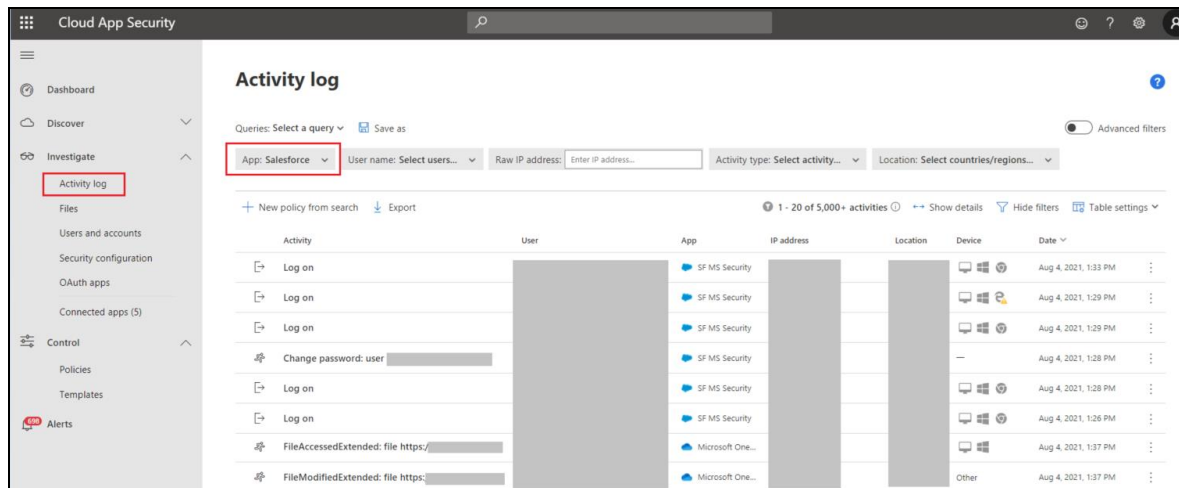 Cloud App Security
Dashboard
Discover
Investigate
Activity log
Files
Users and accounts
Security configuration
OAuth apps
Connected apps (5)
Control
Policies
Templates
690 Alerts
Activity log
?
Queries: Select a query Save as Advanced filters
App: Salesforce User name: Select users... Raw IP address: Enter IP address... Activity type: Select activity... Location: Select countries/regions...
New policy from search Export 1 - 20 of 5,000+ activities Show details Hide filters Table settings
Activity User App IP address Location Device Date
Log on SF MS Security Aug 4, 2021, 1:33 PM
Log on SF MS Security Aug 4, 2021, 1:29 PM
Log on SF MS Security Aug 4, 2021, 1:29 PM
Change password: user SF MS Security — Aug 4, 2021, 1:28 PM
Log on SF MS Security Aug 4, 2021, 1:28 PM
Log on SF MS Security Aug 4, 2021, 1:26 PM
FileAccessedExtended: file https:/ Microsoft One... Aug 4, 2021, 1:37 PM
FileModifiedExtended: file https: Microsoft One... Other Aug 4, 2021, 1:37 PM